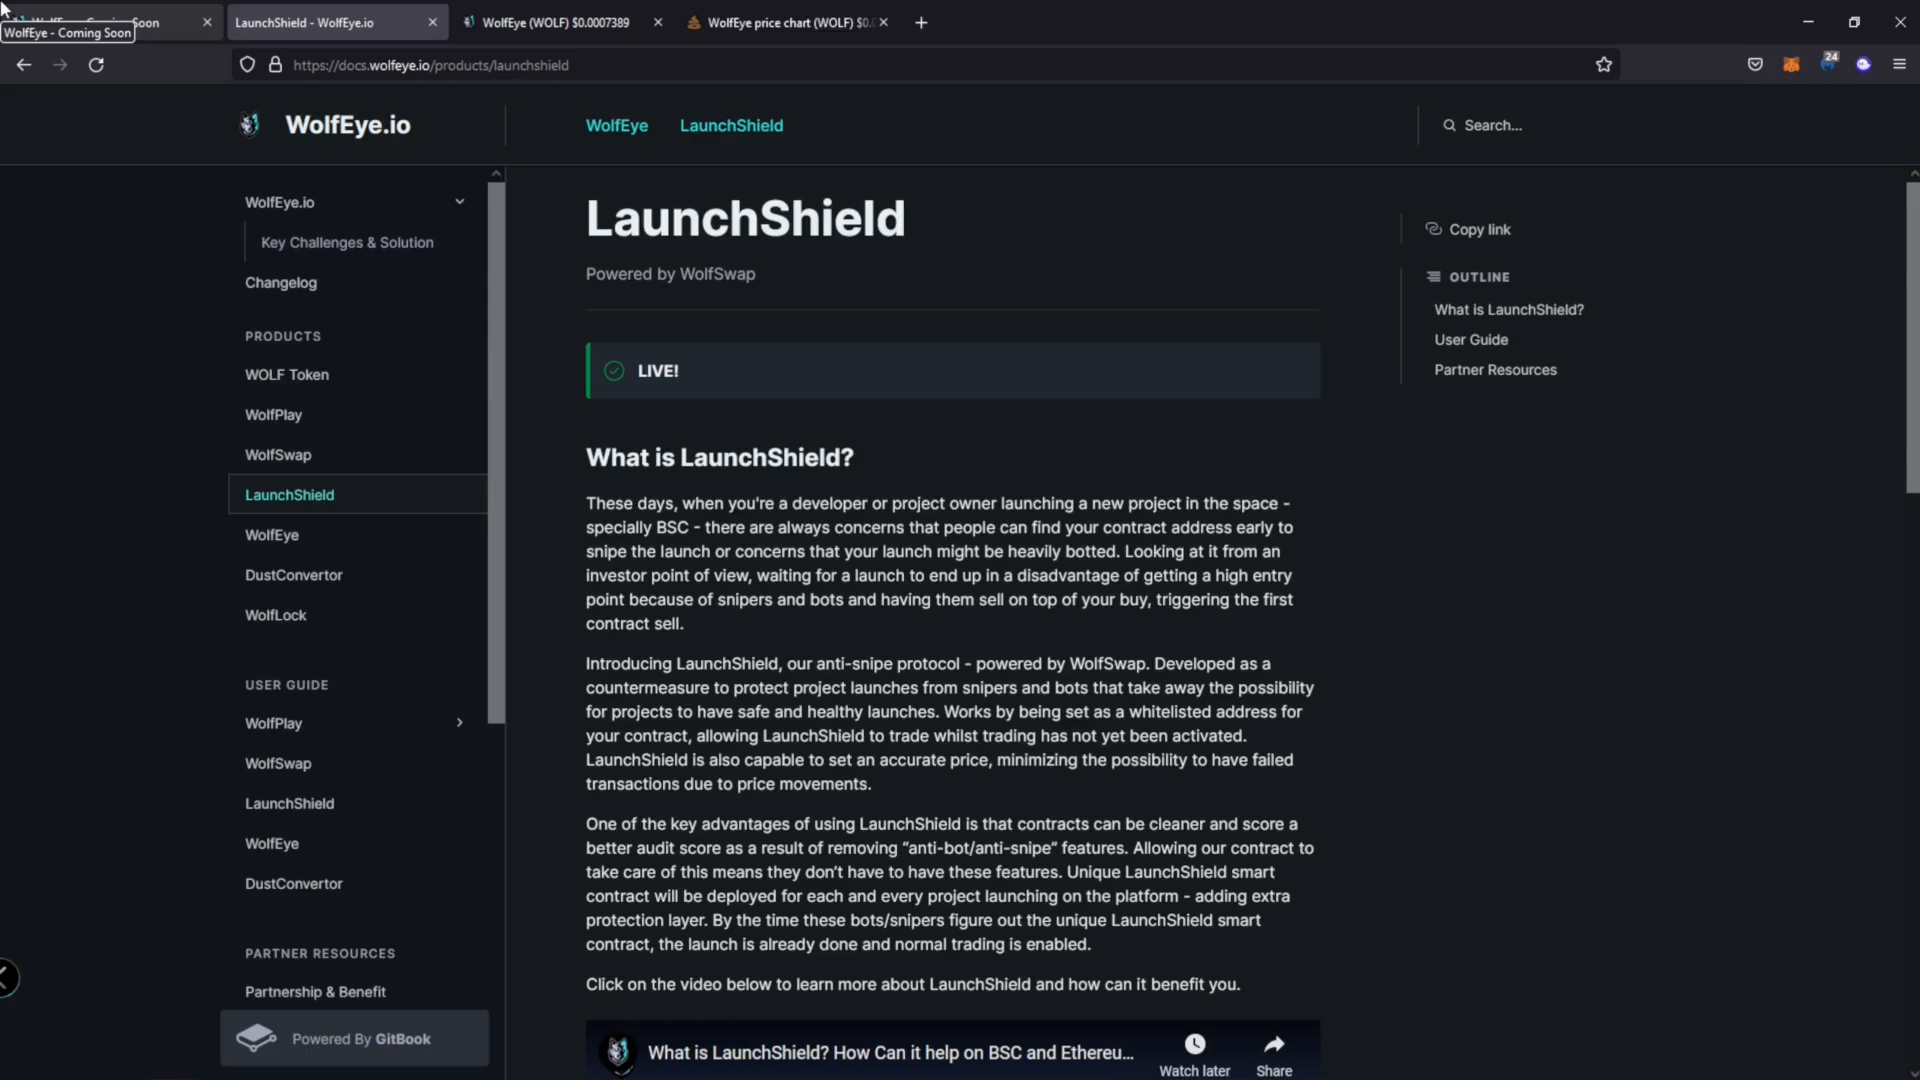 Soon
WolfEye - Coming Soon
LaunchShield - WolfEye.io
WolfEye (WOLF) $0.0007389
WolfEye price chart (WOLF) $0.
https://docs.wolfeye.io/products/launchshield
24
WolfEye.io
WolfEye
LaunchShield
Search...
WolfEye.io
Key Challenges & Solution
Changelog
PRODUCTS
WOLF Token
WolfPlay
WolfSwap
LaunchShield
WolfEye
DustConvertor
WolfLock
USER GUIDE
WolfPlay
WolfSwap
LaunchShield
WolfEye
DustConvertor
PARTNER RESOURCES
Partnership & Benefit
Powered By GitBook
LaunchShield
Powered by WolfSwap
LIVE!
What is LaunchShield?
These days, when you're a developer or project owner launching a new project in the space -
specially BSC - there are always concerns that people can find your contract address early to
snipe the launch or concerns that your launch might be heavily botted. Looking at it from an
investor point of view, waiting for a launch to end up in a disadvantage of getting a high entry
point because of snipers and bots and having them sell on top of your buy, triggering the first
contract sell.
Introducing LaunchShield, our anti-snipe protocol - powered by WolfSwap. Developed as a
countermeasure to protect project launches from snipers and bots that take away the possibility
for projects to have safe and healthy launches. Works by being set as a whitelisted address for
your contract, allowing LaunchShield to trade whilst trading has not yet been activated.
LaunchShield is also capable to set an accurate price, minimizing the possibility to have failed
transactions due to price movements.
One of the key advantages of using LaunchShield is that contracts can be cleaner and score a
better audit score as a result of removing “anti-bot/anti-snipe” features. Allowing our contract to
take care of this means they don’t have to have these features. Unique LaunchShield smart
contract will be deployed for each and every project launching on the platform - adding extra
protection layer. By the time these bots/snipers figure out the unique LaunchShield smart
contract, the launch is already done and normal trading is enabled.
Click on the video below to learn more about LaunchShield and how can it benefit you.
What is LaunchShield? How Can it help on BSC and Ethereu...
Watch later
Share
Copy link
OUTLINE
What is LaunchShield?
User Guide
Partner Resources